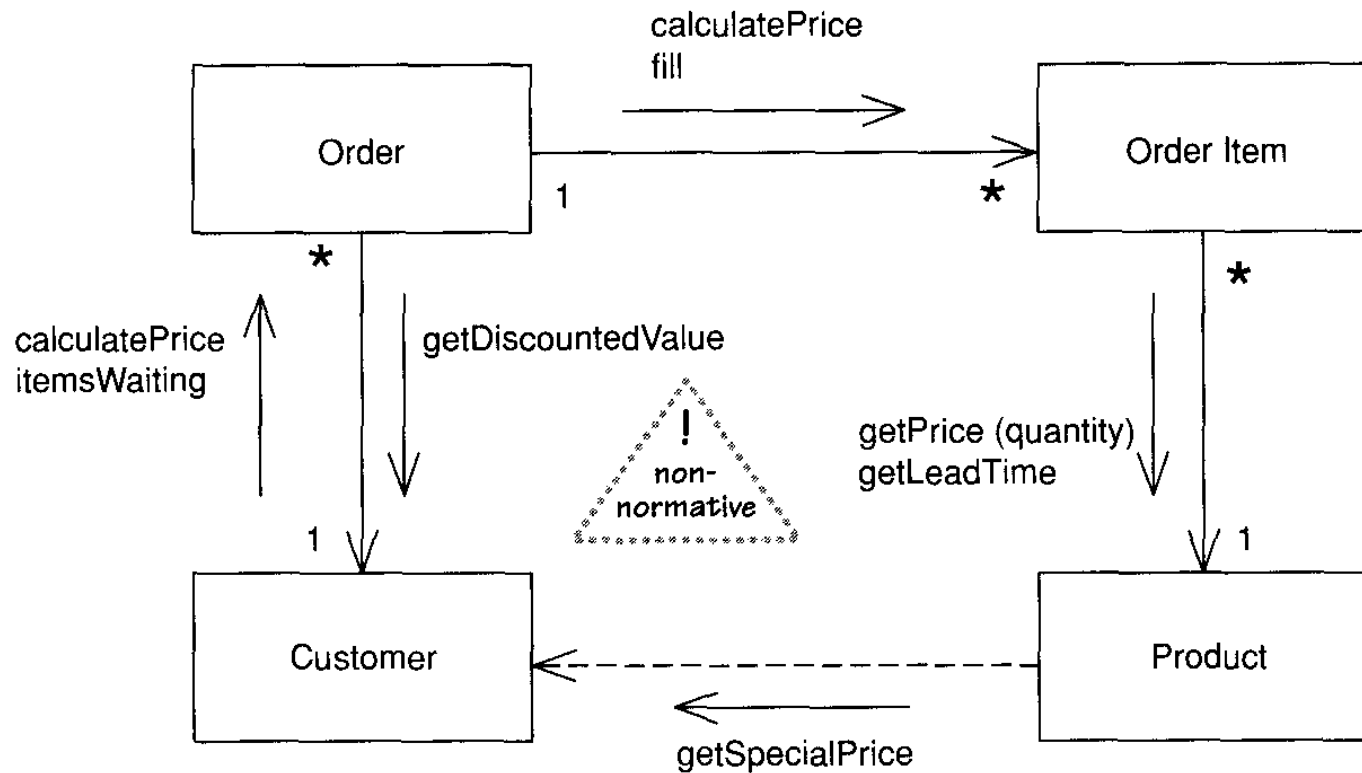 calculatePrice
fill
Order
Order Item
1
*
*
*
calculatePrice
itemsWaiting
getDiscountedValue
!
non-
normative
getPrice (quantity)
getLeadTime
1
1
Customer
Product
getSpecialPrice